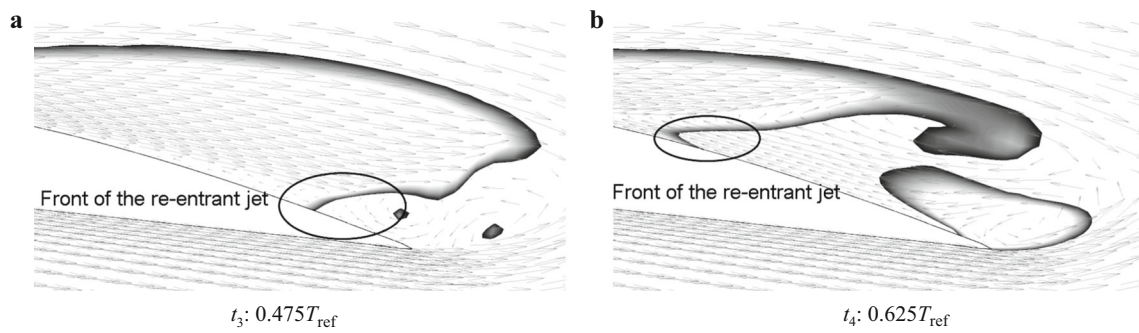 a
Front of the re-entrant jet
t3: 0.475Tref
b
Front of the re-entrant jet
t4: 0.625Tref